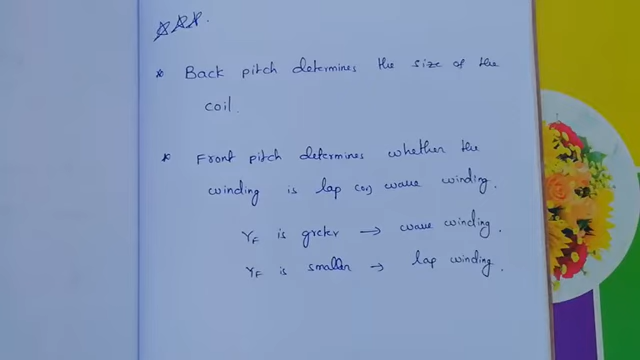 * Back pitch determines the size of the
coil.
* Front pitch determines whether the
winding is lap (or) wave winding.
YF is greter → wave winding.
YF is smaller → lap winding.